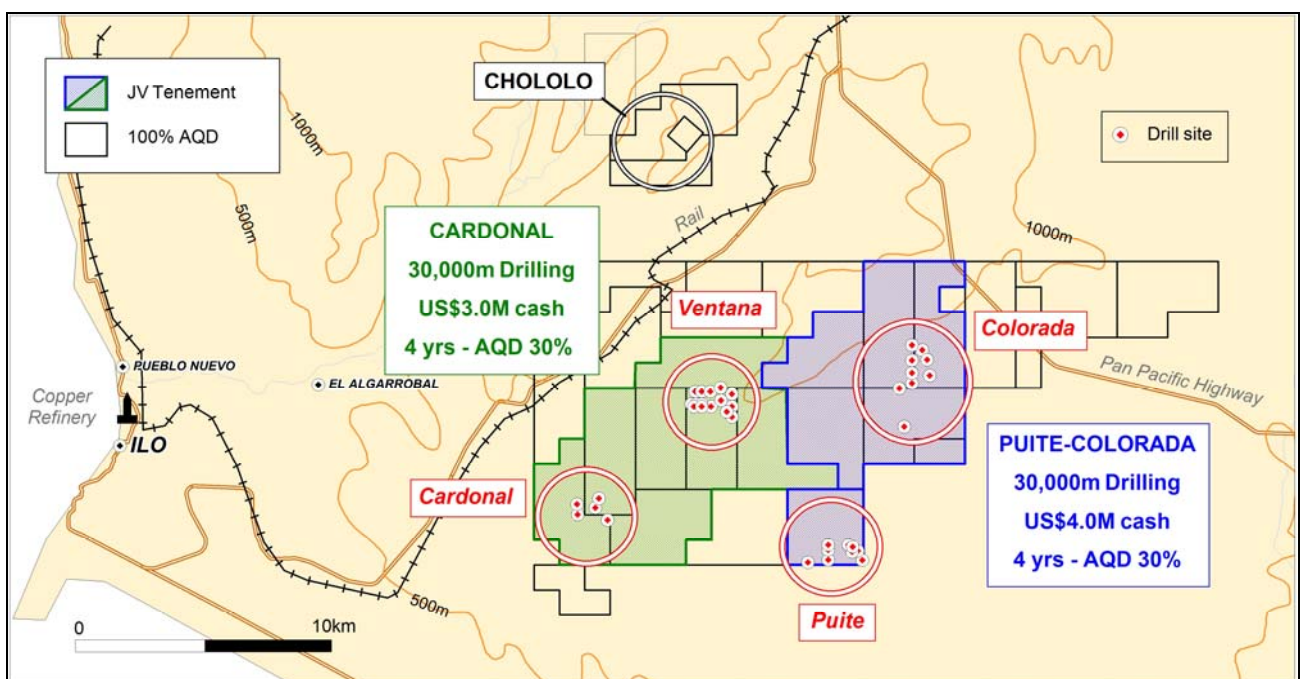 JV Tenement
100% AQD
CHOLOLO
Drill site
1000m
500m
Rail
1000m
CARDONAL
30,000m Drilling
US$3.0M cash
4 yrs - AQD 30%
Ventana
Colorada
Pan Pacific Highway
PUEBLO NUEVO
EL ALGARROBAL
Copper
Refinery
ILO
Cardonal
PUITE-COLORADA
30,000m Drilling
US$4.0M cash
4 yrs - AQD 30%
500m
Puite
0
10km